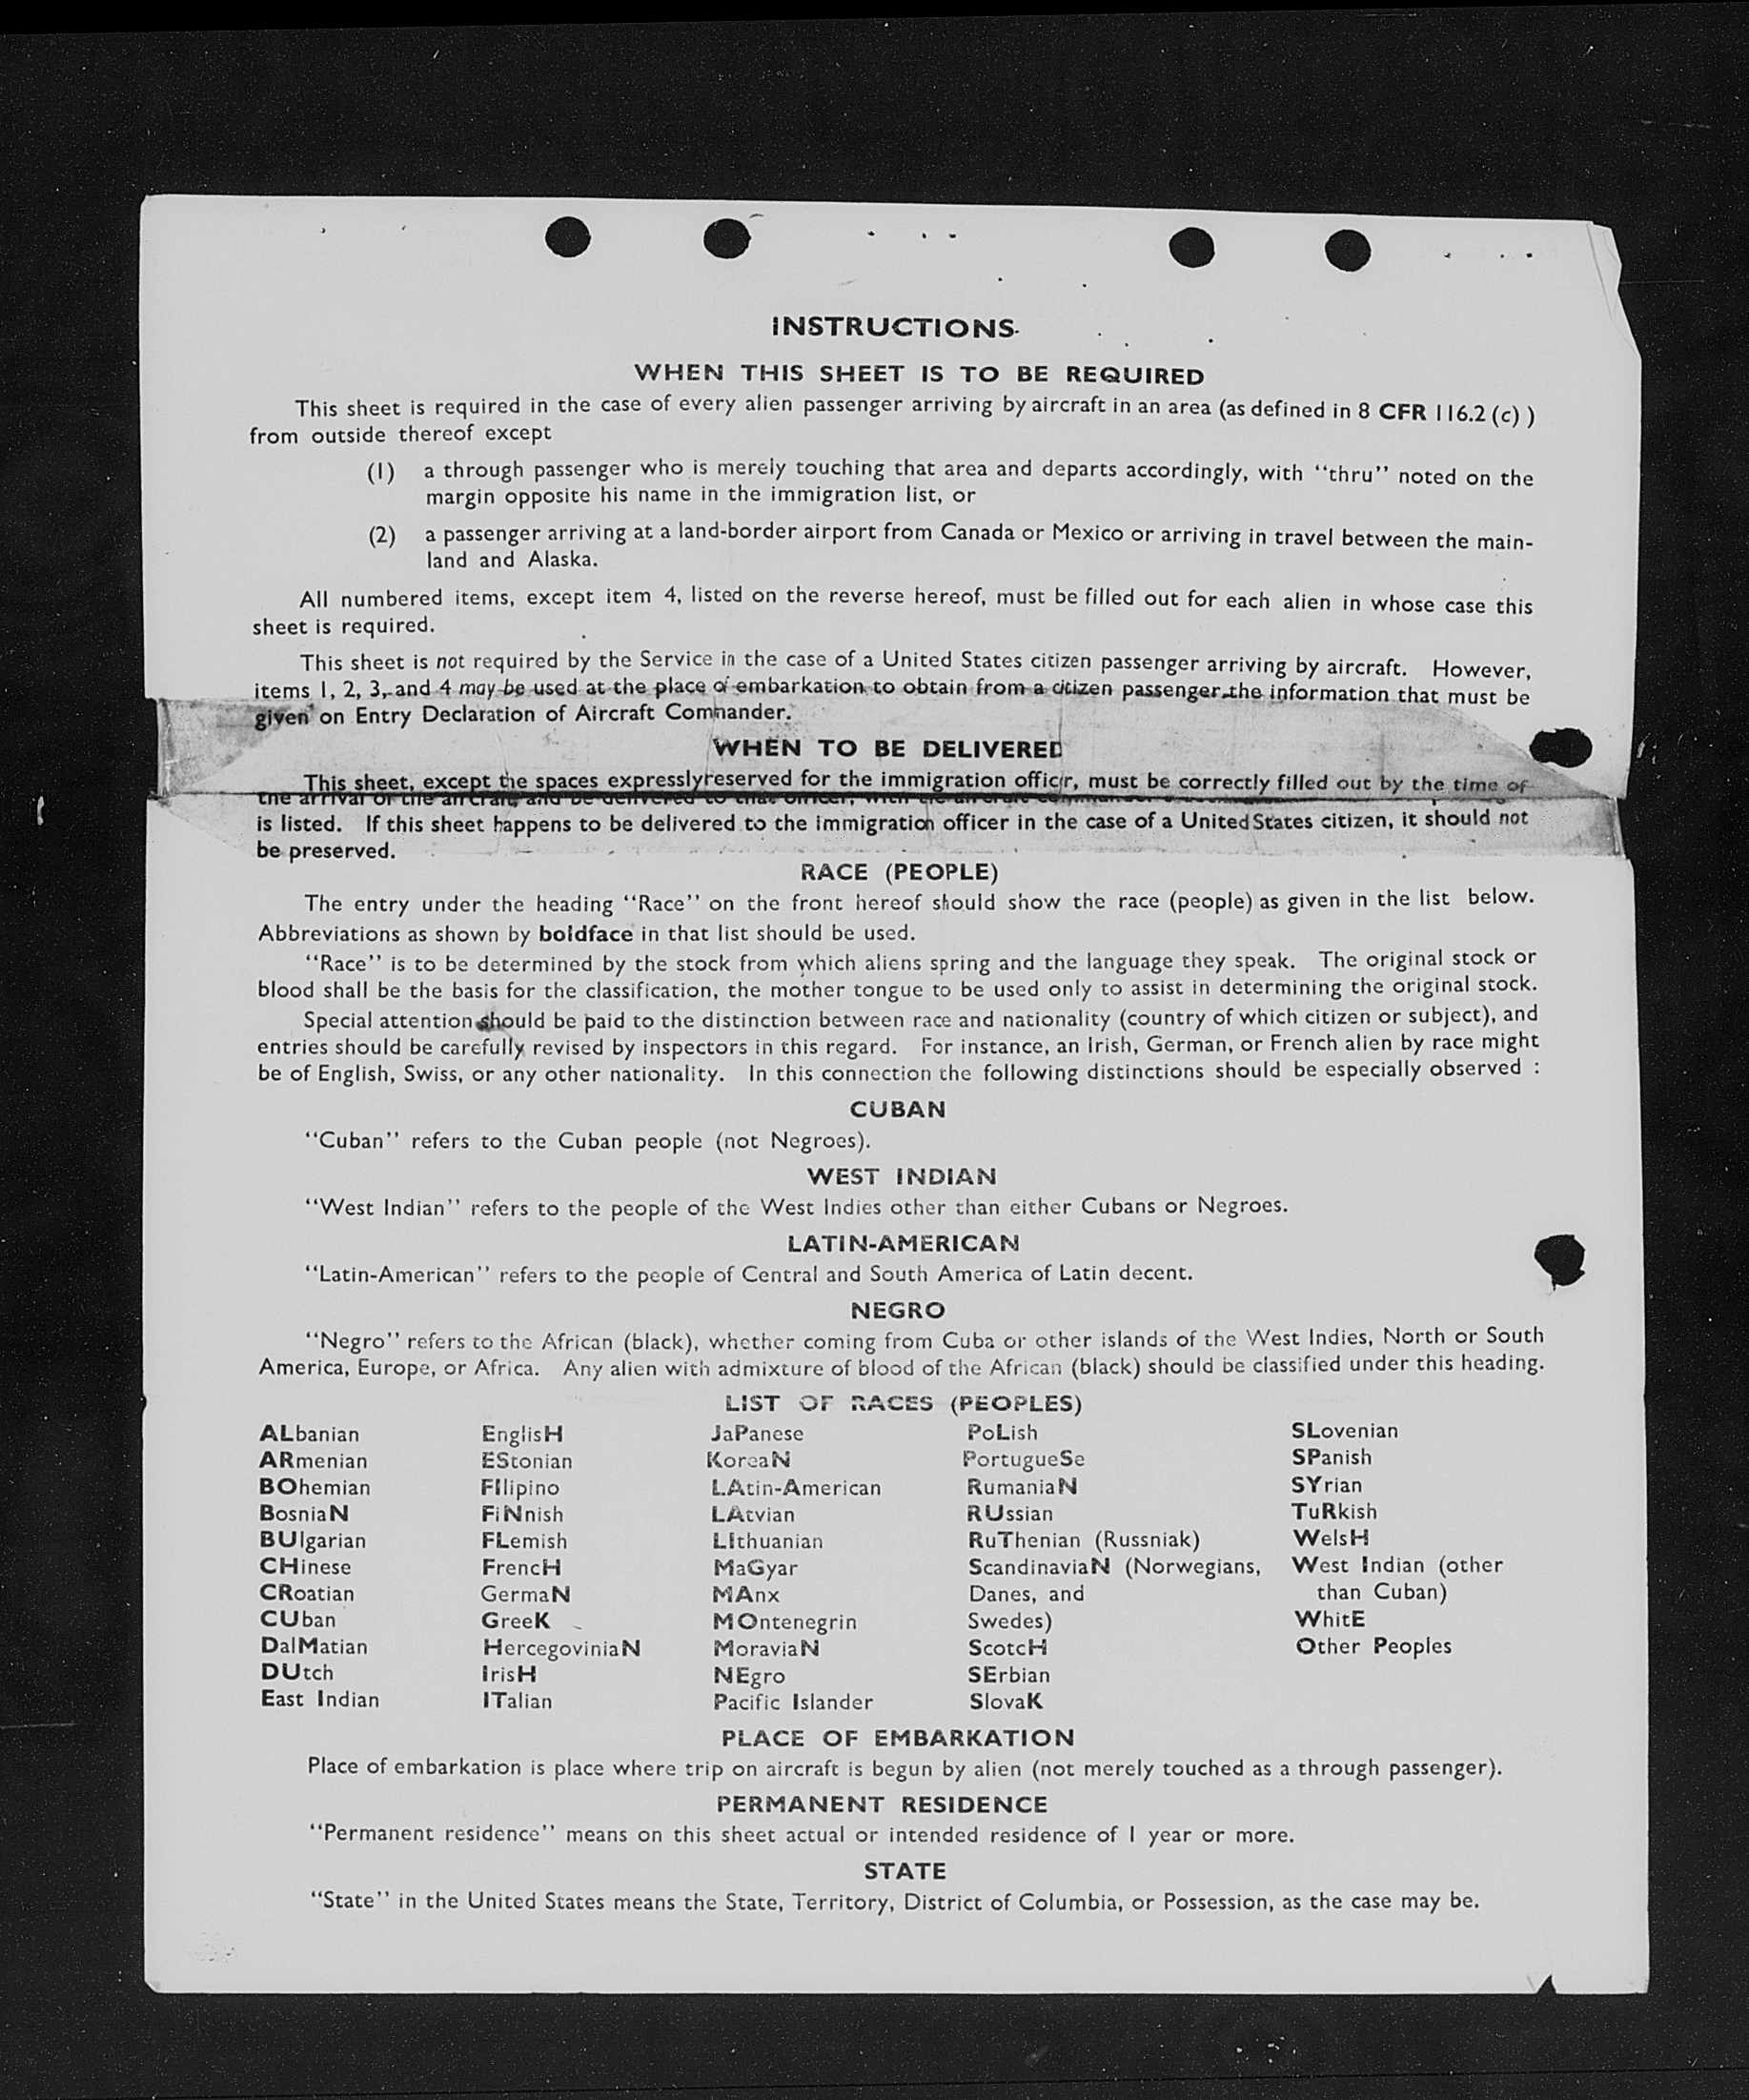 INSTRUCTIONS
WHEN THIS SHEET IS TO BE REQUIRED
This sheet is required in the case of every alien passenger arriving by aircraft in an area (as defined in 8 CFR 116.2 (c) )
from outside thereof except
(1) a through passenger who is merely touching that area and departs accordingly, with "thru" noted on the
margin opposite his name in the immigration list, or
(2) a passenger arriving at a land-border airport from Canada or Mexico or arriving in travel between the main-
land and Alaska.
All numbered items, except item 4, listed on the reverse hereof, must be filled out for each alien in whose case this
sheet is required.
This sheet is not required by the Service in the case of a United States citizen passenger arriving by aircraft. However,
items 1, 2, 3, and 4 may be used at the place of embarkation to obtain from a citizen passenger the information that must be
given on Entry Declaration of Aircraft Commander.
WHEN TO BE DELIVERED
This sheet, except the spaces expressly reserved for the immigration officer, must be correctly filled out by the time of
the arrival of the aircraft, and be delivered to that officer, with the aircraft commander's
is listed. If this sheet happens to be delivered to the immigration officer in the case of a United States citizen, it should not
be preserved.
RACE (PEOPLE)
The entry under the heading "Race" on the front hereof should show the race (people) as given in the list below.
Abbreviations as shown by boldface in that list should be used.
"Race" is to be determined by the stock from which aliens spring and the language they speak. The original stock or
blood shall be the basis for the classification, the mother tongue to be used only to assist in determining the original stock.
Special attention should be paid to the distinction between race and nationality (country of which citizen or subject), and
entries should be carefully revised by inspectors in this regard. For instance, an Irish, German, or French alien by race might
be of English, Swiss, or any other nationality. In this connection the following distinctions should be especially observed :
CUBAN
"Cuban" refers to the Cuban people (not Negroes).
WEST INDIAN
"West Indian" refers to the people of the West Indies other than either Cubans or Negroes.
LATIN-AMERICAN
"Latin-American" refers to the people of Central and South America of Latin decent.
NEGRO
"Negro" refers to the African (black), whether coming from Cuba or other islands of the West Indies, North or South
America, Europe, or Africa. Any alien with admixture of blood of the African (black) should be classified under this heading.
LIST OF RACES (PEOPLES)
ALbanian EnglisH JaPanese PoLish SLovenian
ARmenian EStonian KoreaN PortugueSe SPanish
BOhemian FIlipino LAtin-American RumaniaN SYrian
BosniaN FiNnish LAtvian RUssian TuRkish
BUlgarian FLemish LIthuanian RuThenian (Russniak) WelsH
CHinese FrencH MaGyar ScandinaviaN (Norwegians, West Indian (other
CRoatian GermaN MAnx Danes, and than Cuban)
CUban GreeK MOntenegrin Swedes) WhitE
DalMatian HercegoviniaN MoraviaN ScotcH Other Peoples
DUtch IrisH NEgro SErbian
East Indian ITalian Pacific Islander SlovaK
PLACE OF EMBARKATION
Place of embarkation is place where trip on aircraft is begun by alien (not merely touched as a through passenger).
PERMANENT RESIDENCE
"Permanent residence" means on this sheet actual or intended residence of 1 year or more.
STATE
"State" in the United States means the State, Territory, District of Columbia, or Possession, as the case may be.